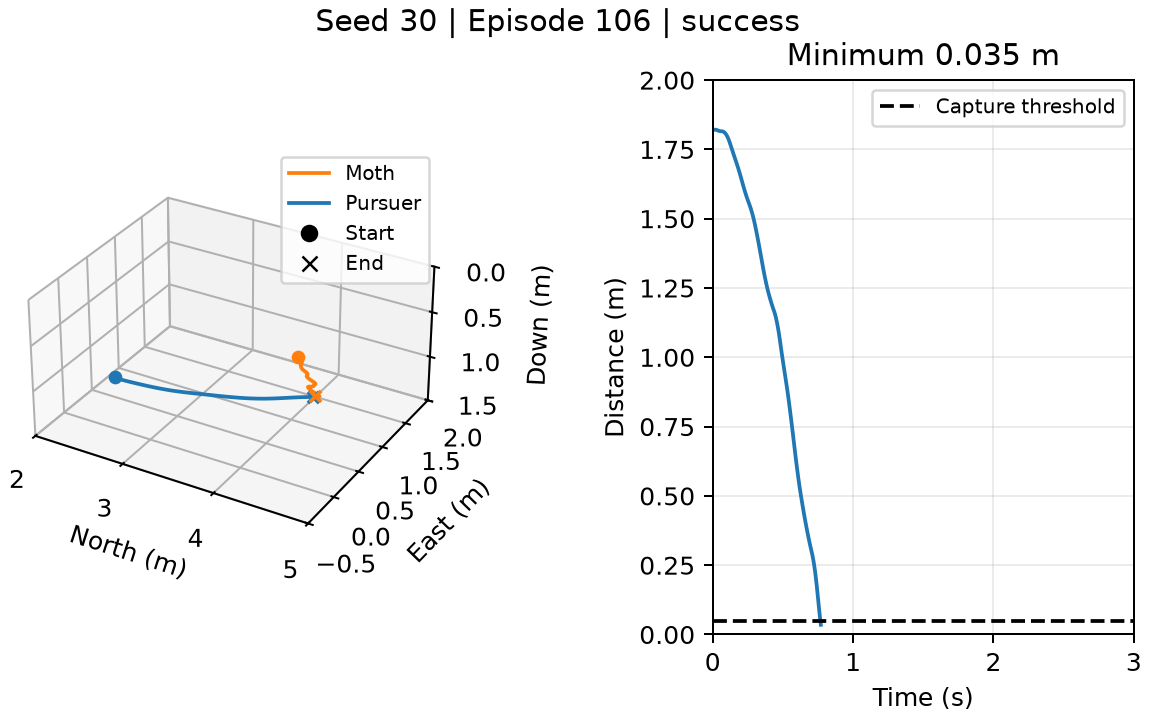 Seed 30 | Episode 106 | success
Moth
Pursuer
Start
End
0.0
0.5
1.0
1.5
Down (m)
2.0
1.5
1.0
0.5
0.0
−0.5
East (m)
2
3
4
5
North (m)
Minimum 0.035 m
Capture threshold
2.00
1.75
1.50
1.25
1.00
0.75
0.50
0.25
0.00
Distance (m)
0
1
2
3
Time (s)